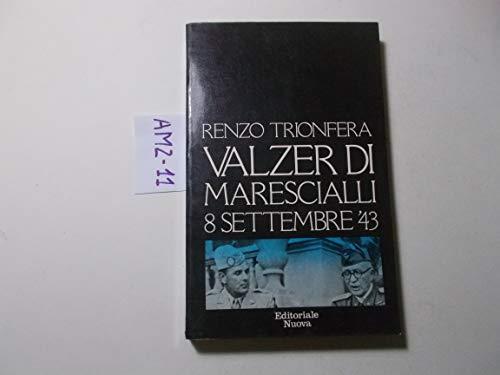 RENZO TRIONFERA
VALZER DI
MARESCIALLI
8 SETTEMBRE '43
Editoriale
Nuova
AMZ-11